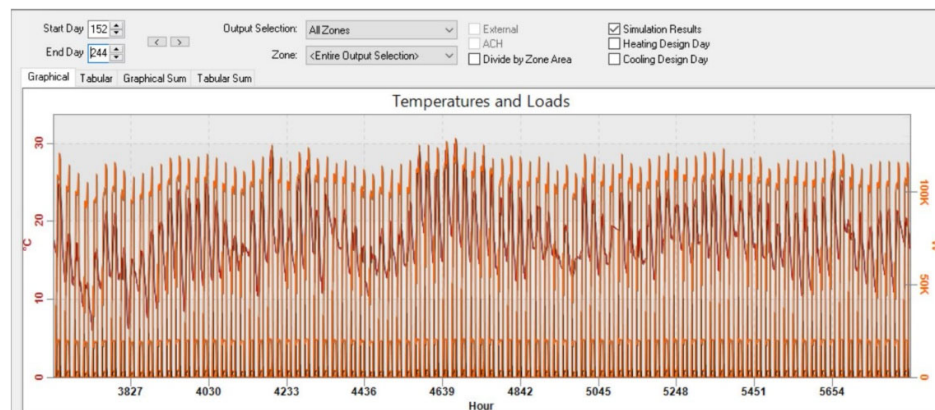 Start Day 152
End Day 244
< >
Output Selection: All Zones
Zone: <Entire Output Selection>
External
ACH
Divide by Zone Area
Simulation Results
Heating Design Day
Cooling Design Day
Graphical Tabular Graphical Sum Tabular Sum
Temperatures and Loads
30
20
10
0
°C
100K
50K
0
3827 4030 4233 4436 4639 4842 5045 5248 5451 5654
Hour